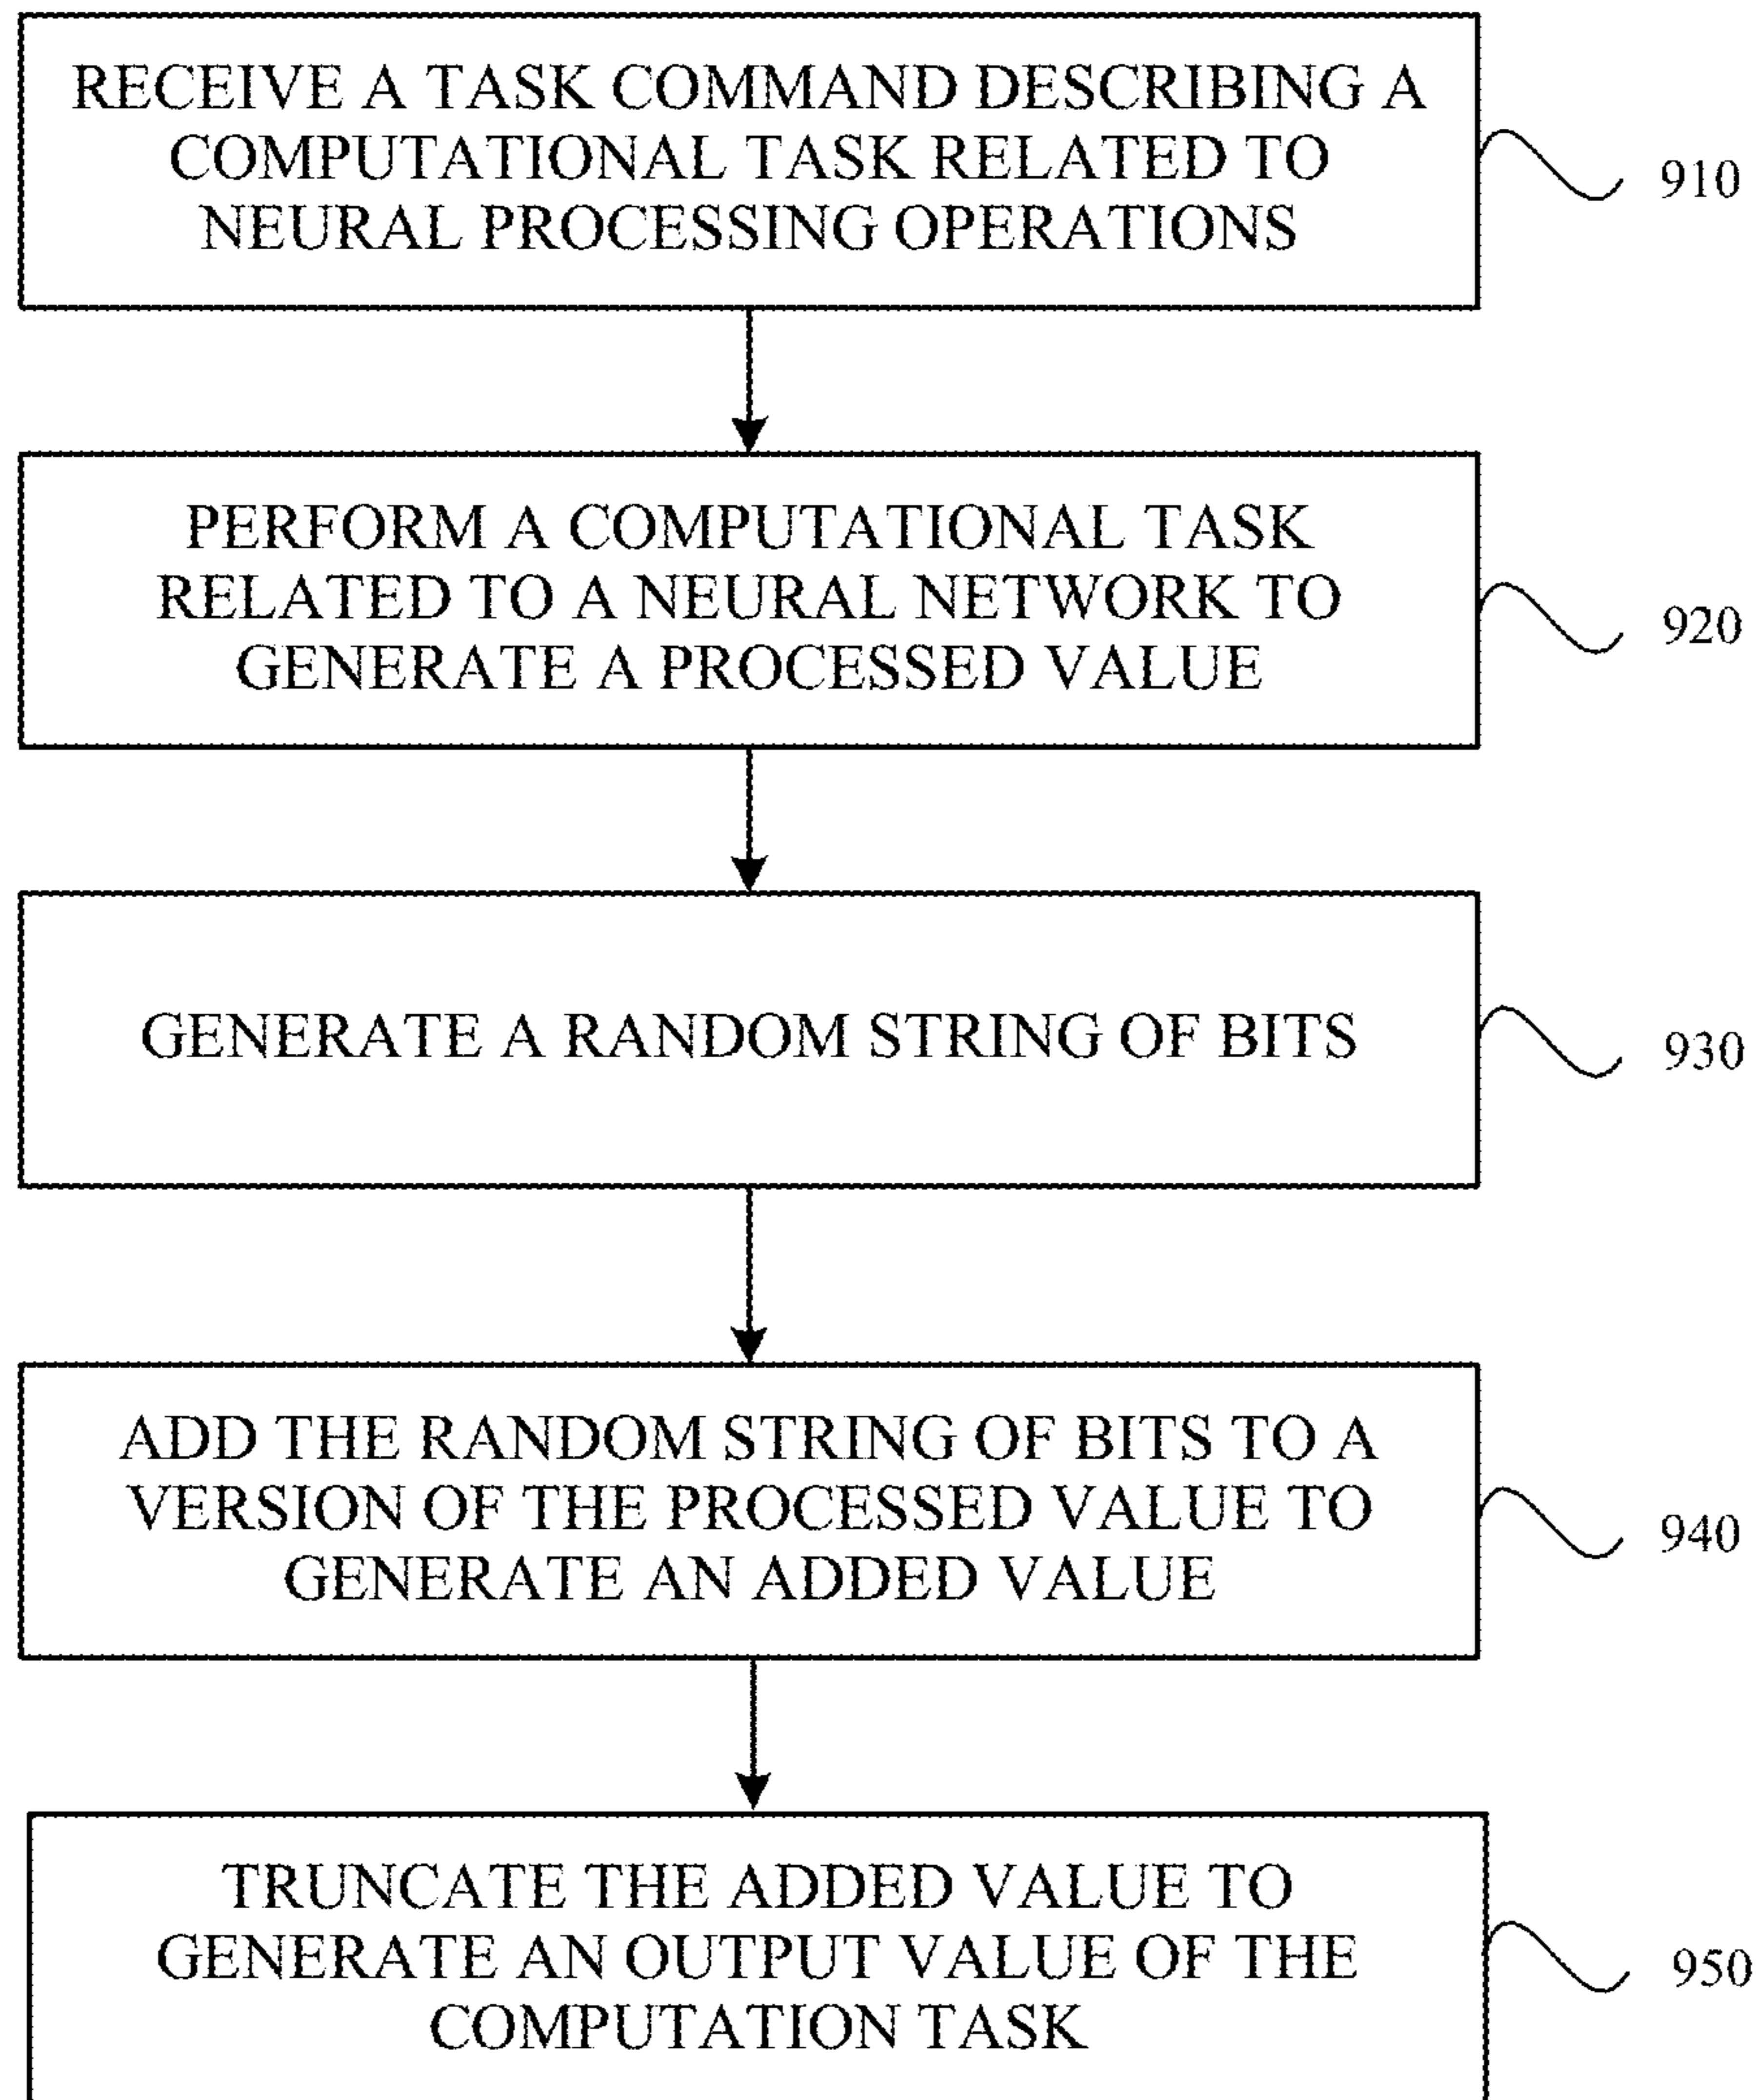 RECEIVE A TASK COMMAND DESCRIBING A
COMPUTATIONAL TASK RELATED TO
NEURAL PROCESSING OPERATIONS
910
PERFORM A COMPUTATIONAL TASK
RELATED TO A NEURAL NETWORK TO
GENERATE A PROCESSED VALUE
920
GENERATE A RANDOM STRING OF BITS
930
ADD THE RANDOM STRING OF BITS TO A
VERSION OF THE PROCESSED VALUE TO
GENERATE AN ADDED VALUE
940
TRUNCATE THE ADDED VALUE TO
GENERATE AN OUTPUT VALUE OF THE
COMPUTATION TASK
950